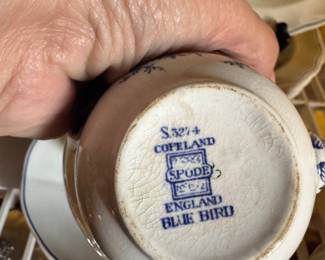 S.3274
COPELAND
SPODE
ENGLAND
BLUE BIRD